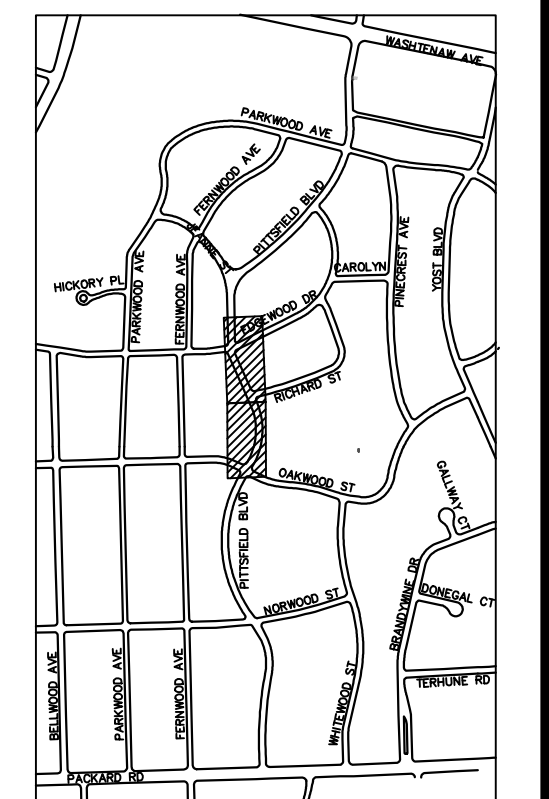 WASHTENAW AVE
PARKWOOD AVE
FERNWOOD AVE
PITTSFIELD BLVD
JEANNE ST
CAROLYN
PINECREST AVE
YOST BLVD
HICKORY PL
PARKWOOD AVE
FERNWOOD AVE
EDGEWOOD DR
RICHARD ST
OAKWOOD ST
GALLWAY CT
PITTSFIELD BLVD
NORWOOD ST
BRANDYWINE DR
DONEGAL CT
BELLWOOD AVE
PARKWOOD AVE
FERNWOOD AVE
WHITEWOOD ST
TERHUNE RD
PACKARD RD